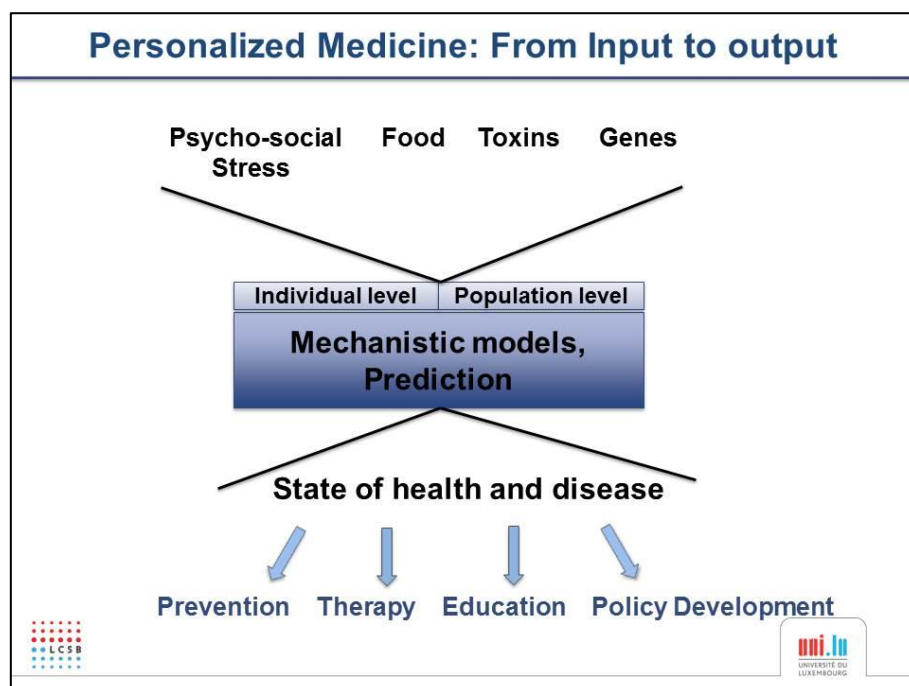 Personalized Medicine: From Input to output
Psycho-social Food Toxins Genes
Stress
Individual level Population level
Mechanistic models,
Prediction
State of health and disease
Prevention Therapy Education Policy Development
LCSB
uni.lu
UNIVERSITÉ DU
LUXEMBOURG